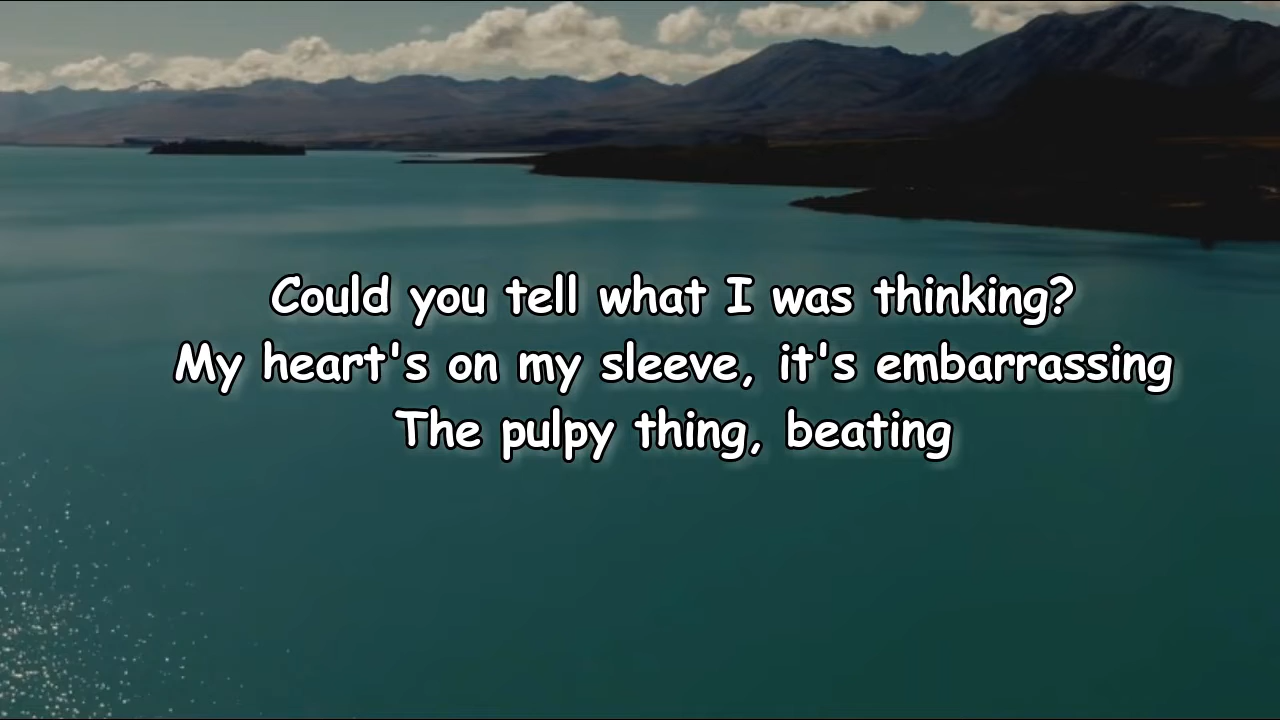 Could you tell what I was thinking?
My heart's on my sleeve, it's embarrassing
The pulpy thing, beating